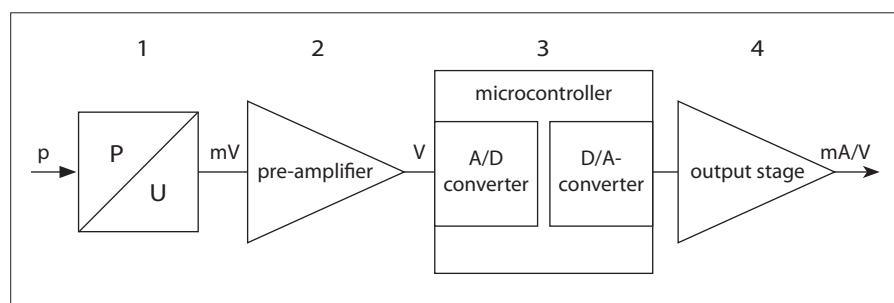 1
2
3
4
microcontroller
p
P
U
mV
pre-amplifier
V
A/D
converter
D/A-
converter
output stage
mA/V